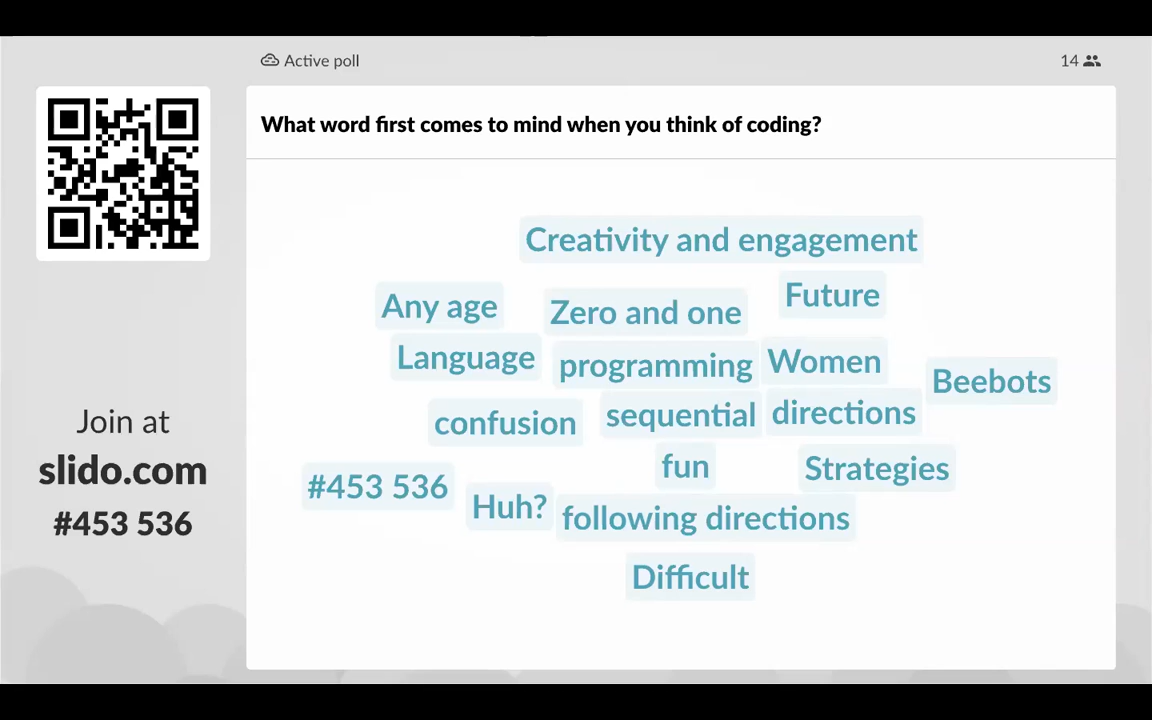 Active poll
14
What word first comes to mind when you think of coding?
Creativity and engagement
Future
Any age
Zero and one
Language
programming
Women
Beebots
confusion
sequential
directions
fun
Strategies
#453 536
Huh?
following directions
Difficult
Join at
slido.com
#453 536